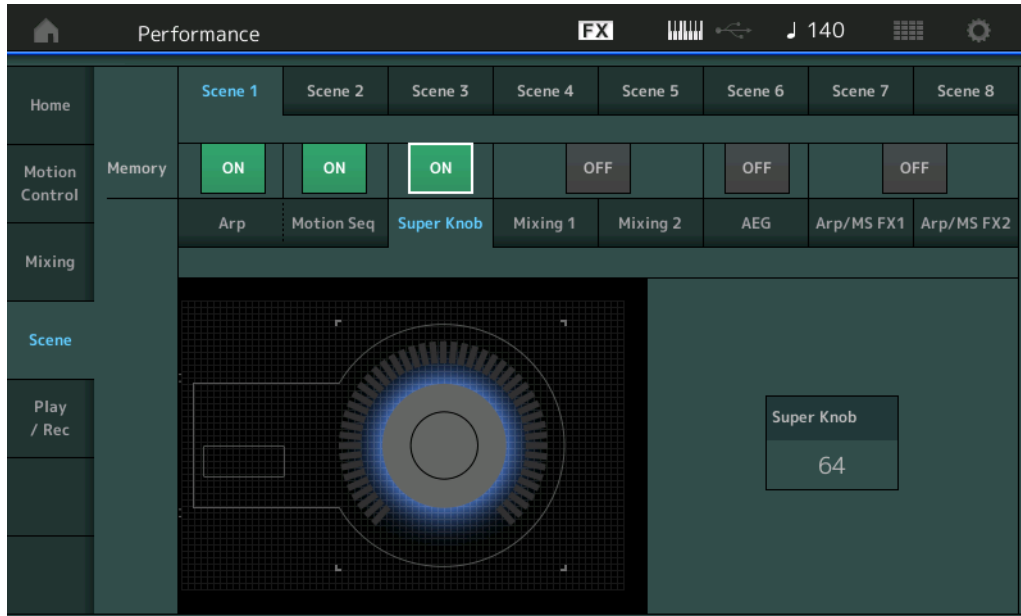 Performance FX 140
Scene 1 Scene 2 Scene 3 Scene 4 Scene 5 Scene 6 Scene 7 Scene 8
Home
Memory ON ON ON OFF OFF OFF
Motion
Control
Arp Motion Seq Super Knob Mixing 1 Mixing 2 AEG Arp/MS FX1 Arp/MS FX2
Mixing
Scene
Play
/ Rec
Super Knob
64